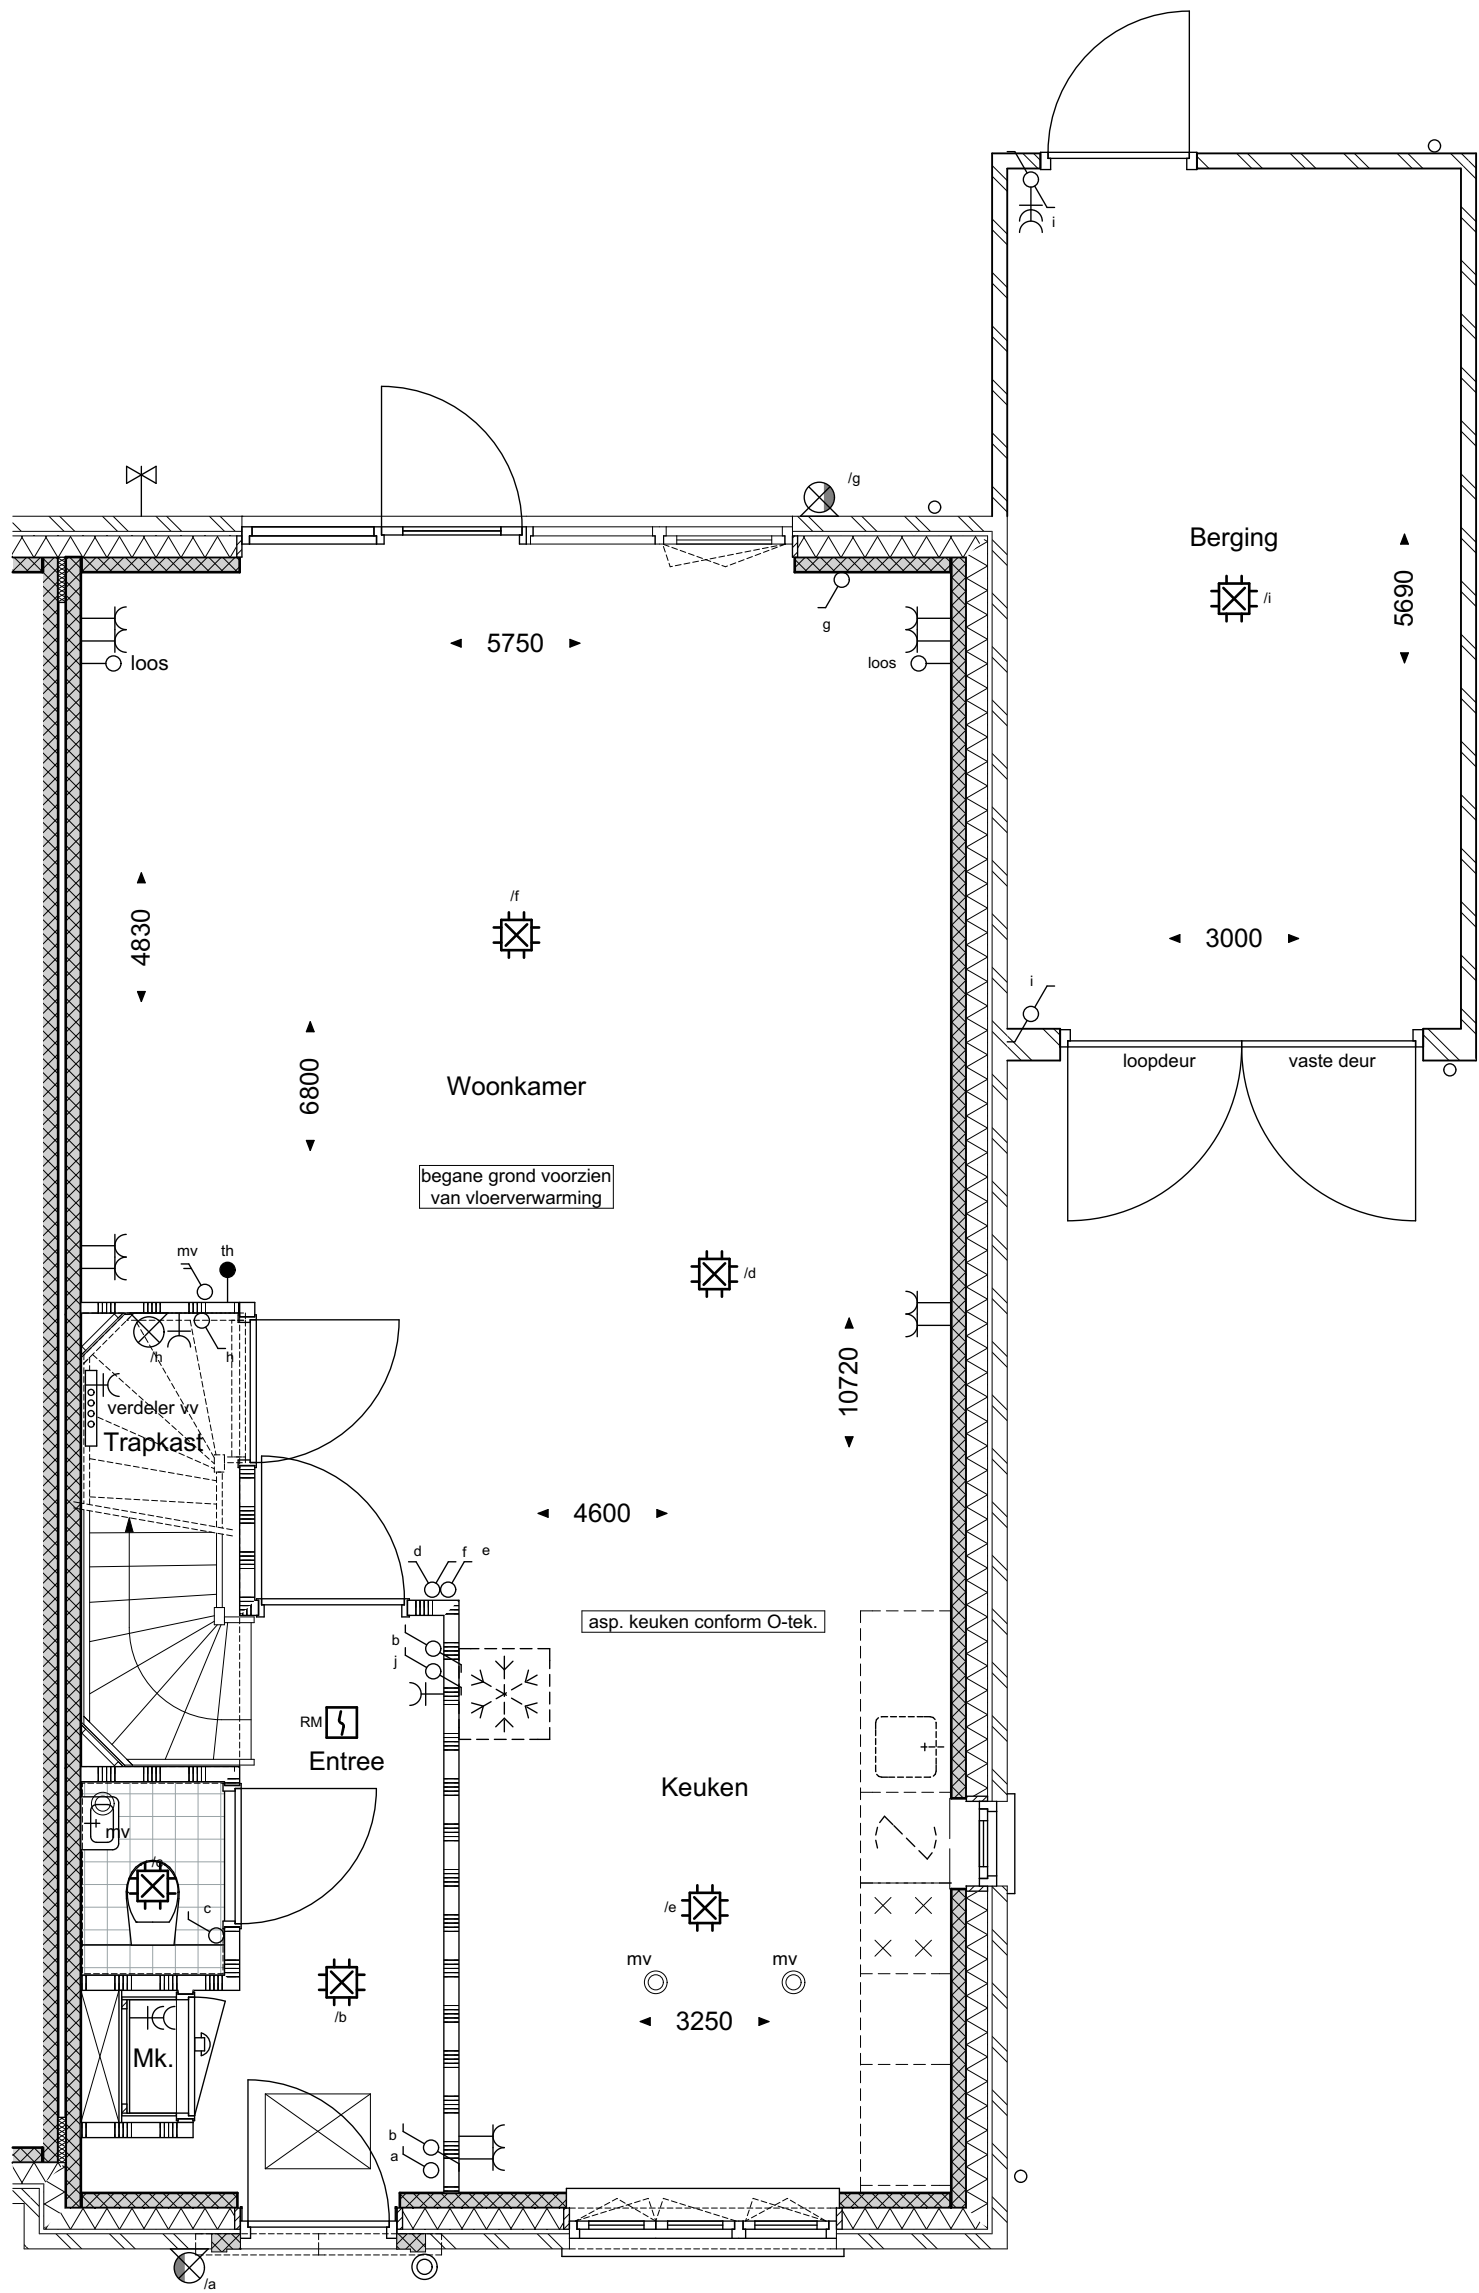 i
/g
Berging
/i
5690
g
5750
loos
loos
/f
4830
3000
i
6800
loopdeur
vaste deur
Woonkamer
begane grond voorzien
van vloerverwarming
mv
th
/d
/h
h
10720
verdeler vv
Trapkast
4600
d
f
e
asp. keuken conform O-tek.
b
j
RM
Entree
Keuken
mv
/c
c
/e
mv
mv
/b
3250
Mk.
b
a
/a